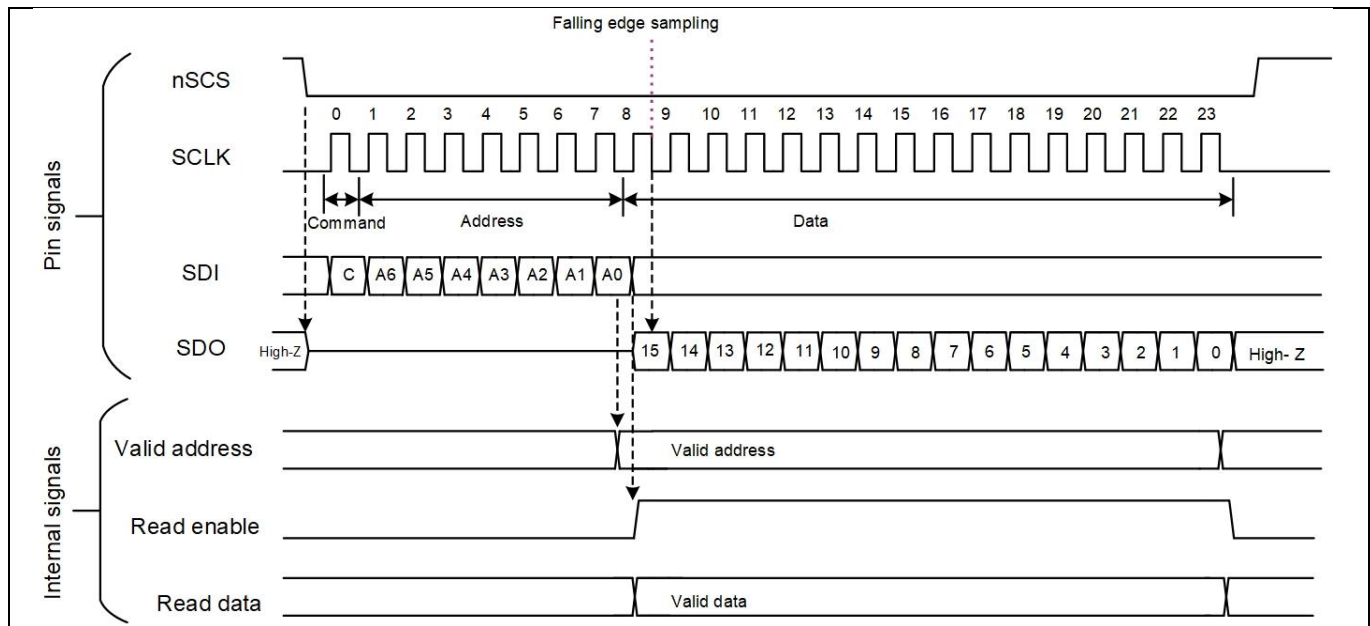 Falling edge sampling
nSCS
0 1 2 3 4 5 6 7 8 9 10 11 12 13 14 15 16 17 18 19 20 21 22 23
SCLK
Command Address Data
Pin signals
SDI C A6 A5 A4 A3 A2 A1 A0
SDO High-Z 15 14 13 12 11 10 9 8 7 6 5 4 3 2 1 0 High- Z
Valid address Valid address
Internal signals
Read enable
Read data Valid data